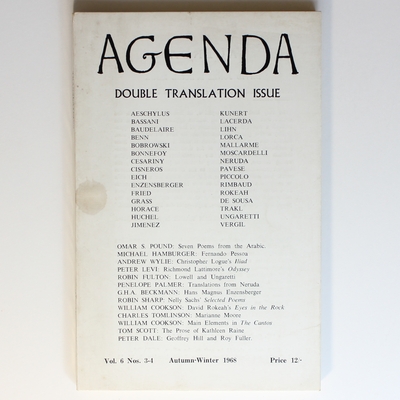 AGENDA
DOUBLE TRANSLATION ISSUE
AESCHYLUS KUNERT
BASSANI LACERDA
BAUDELAIRE LIHN
BENN LORCA
BOBROWSKI MALLARME
BONNEFOY MOSCARDELLI
CESARINY NERUDA
CISNEROS PAVESE
EICH PICCOLO
ENZENSBERGER RIMBAUD
FRIED ROKEAH
GRASS DE SOUSA
HORACE TRAKL
HUCHEL UNGARETTI
JIMENEZ VERGIL
OMAR S. POUND: Seven Poems from the Arabic.
MICHAEL HAMBURGER: Fernando Pessoa
ANDREW WYLIE: Christopher Logue's Iliad
PETER LEVI: Richmond Lattimore's Odyssey
ROBIN FULTON: Lowell and Ungaretti
PENELOPE PALMER: Translations from Neruda
G.H.A. BECKMANN: Hans Magnus Enzensberger
ROBIN SHARP: Nelly Sachs' Selected Poems
WILLIAM COOKSON: David Rokeah's Eyes in the Rock
CHARLES TOMLINSON: Marianne Moore
WILLIAM COOKSON: Main Elements in The Cantos
TOM SCOTT: The Prose of Kathleen Raine
PETER DALE: Geoffrey Hill and Roy Fuller.
Vol. 6 Nos. 3-4 Autumn-Winter 1968 Price 12/-